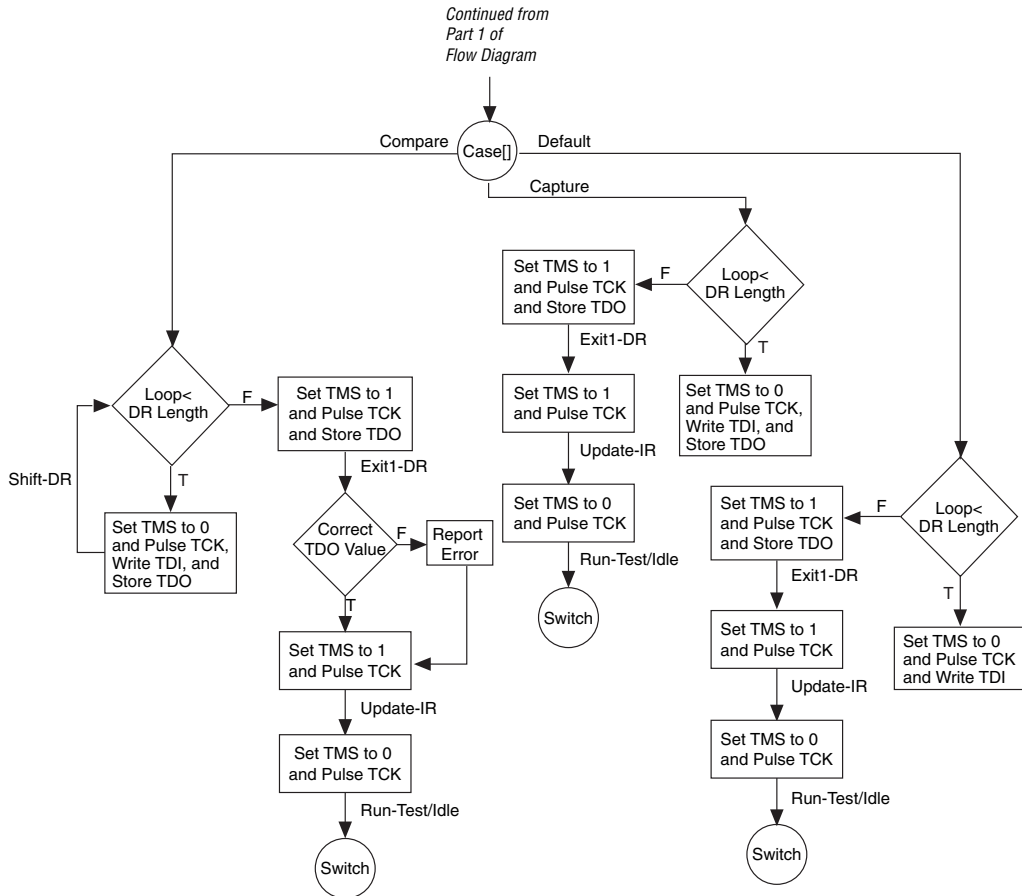 Continued from
Part 1 of
Flow Diagram
Case[]
Compare
Default
Capture
Loop<
DR Length
F
T
Set TMS to 1
and Pulse TCK
and Store TDO
Exit1-DR
Set TMS to 1
and Pulse TCK
Update-IR
Set TMS to 0
and Pulse TCK
Run-Test/Idle
Switch
Set TMS to 0
and Pulse TCK,
Write TDI, and
Store TDO
Loop<
DR Length
F
T
Shift-DR
Set TMS to 0
and Pulse TCK,
Write TDI, and
Store TDO
Set TMS to 1
and Pulse TCK
and Store TDO
Exit1-DR
Correct
TDO Value
F
Report
Error
T
Set TMS to 1
and Pulse TCK
Update-IR
Set TMS to 0
and Pulse TCK
Run-Test/Idle
Switch
Loop<
DR Length
F
T
Set TMS to 1
and Pulse TCK
and Store TDO
Exit1-DR
Set TMS to 1
and Pulse TCK
Update-IR
Set TMS to 0
and Pulse TCK
Run-Test/Idle
Switch
Set TMS to 0
and Pulse TCK
and Write TDI